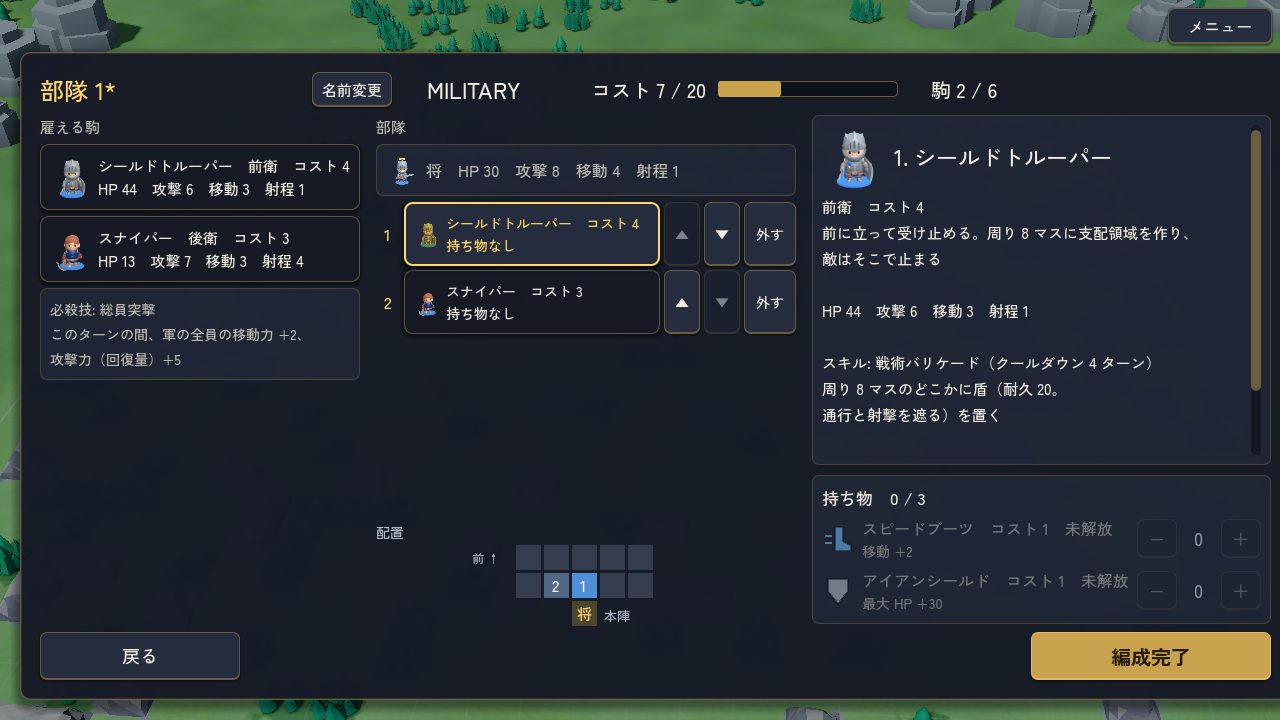 メニュー
部隊 1*
名前変更
MILITARY
コスト 7 / 20
駒 2 / 6
雇える駒
シールドトルーパー 前衛 コスト 4
HP 44 攻撃 6 移動 3 射程 1
スナイパー 後衛 コスト 3
HP 13 攻撃 7 移動 3 射程 4
必殺技: 総員突撃
このターンの間、軍の全員の移動力 +2、
攻撃力（回復量）+5
部隊
将 HP 30 攻撃 8 移動 4 射程 1
1
シールドトルーパー コスト 4
持ち物なし
▲
▼
外す
2
スナイパー コスト 3
持ち物なし
▲
▼
外す
配置
前 ↑
2
1
将
本陣
1. シールドトルーパー
前衛 コスト 4
前に立って受け止める。周り 8 マスに支配領域を作り、
敵はそこで止まる
HP 44 攻撃 6 移動 3 射程 1
スキル: 戦術バリケード（クールダウン 4 ターン）
周り 8 マスのどこかに盾（耐久 20。
通行と射撃を遮る）を置く
持ち物 0 / 3
スピードブーツ コスト 1 未解放
移動 +2
－ 0 ＋
アイアンシールド コスト 1 未解放
最大 HP +30
－ 0 ＋
戻る
編成完了